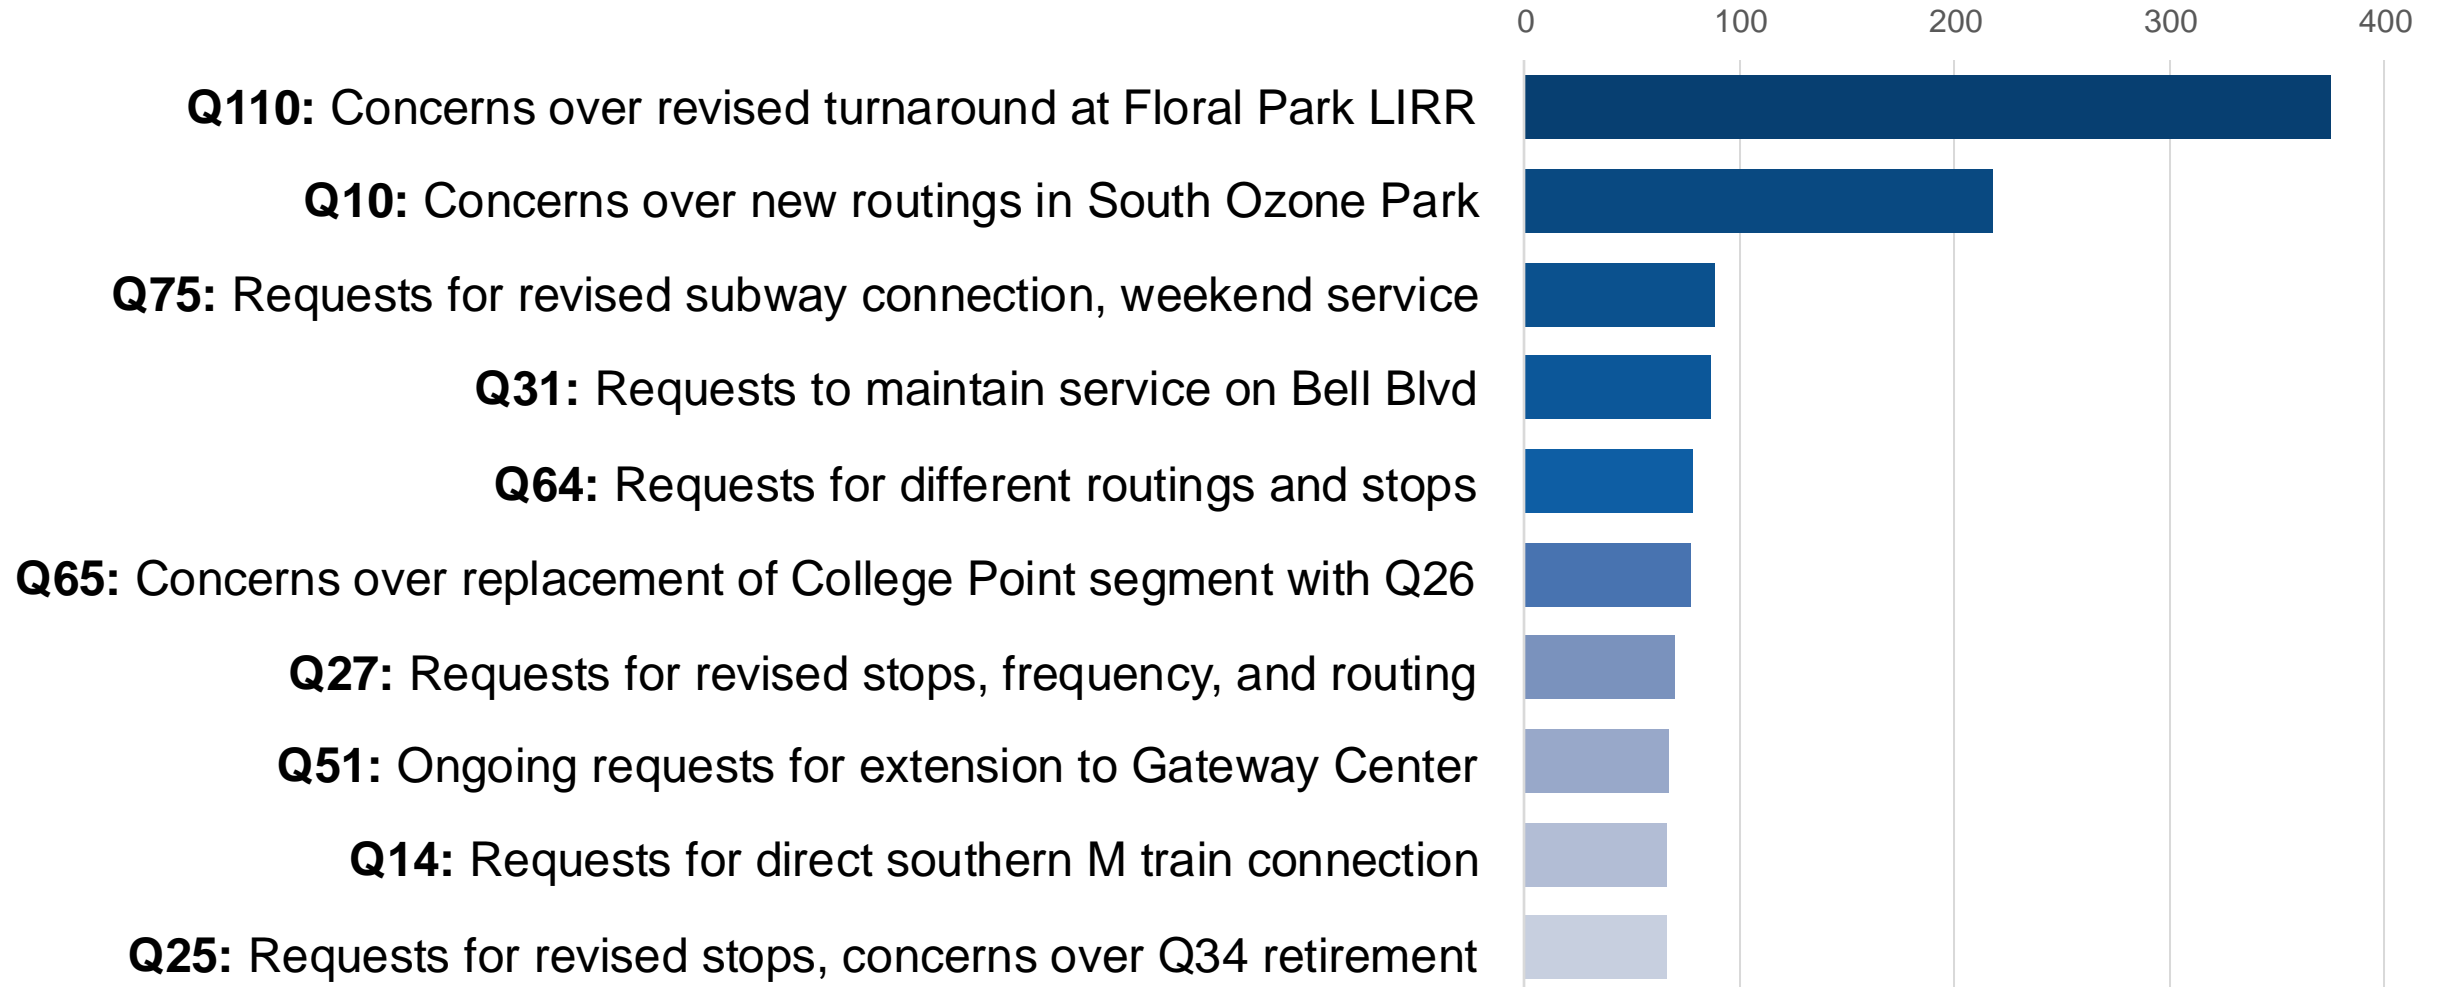 0 100 200 300 400
Q110: Concerns over revised turnaround at Floral Park LIRR
Q10: Concerns over new routings in South Ozone Park
Q75: Requests for revised subway connection, weekend service
Q31: Requests to maintain service on Bell Blvd
Q64: Requests for different routings and stops
Q65: Concerns over replacement of College Point segment with Q26
Q27: Requests for revised stops, frequency, and routing
Q51: Ongoing requests for extension to Gateway Center
Q14: Requests for direct southern M train connection
Q25: Requests for revised stops, concerns over Q34 retirement